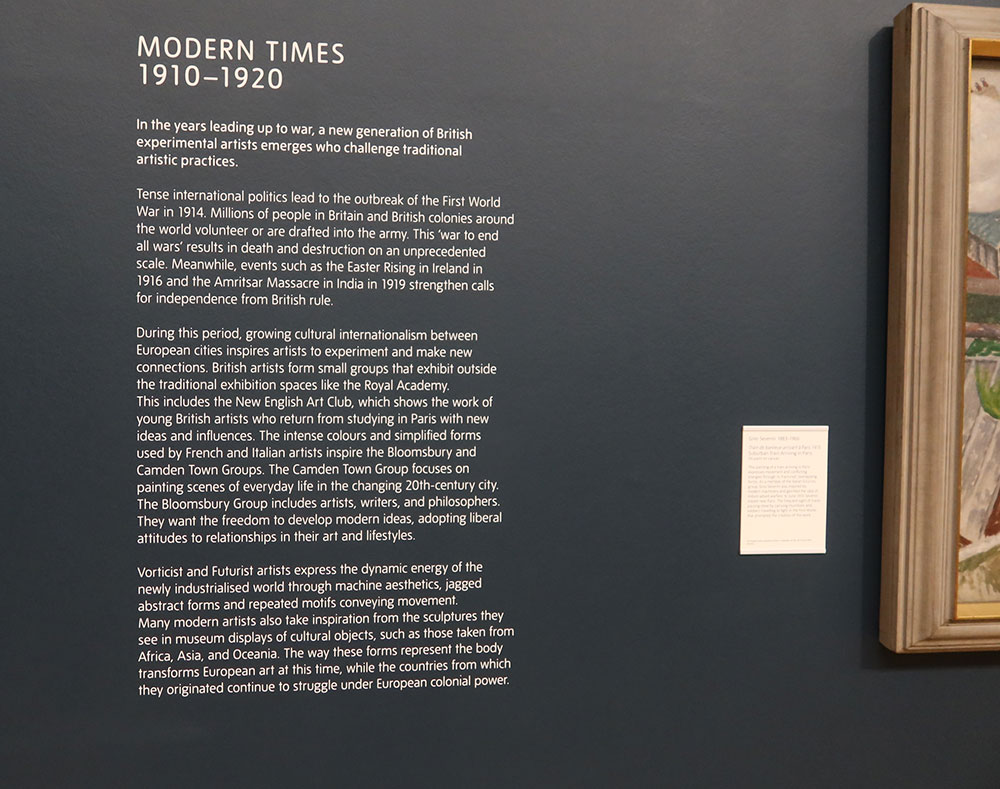 MODERN TIMES
1910–1920
In the years leading up to war, a new generation of British
experimental artists emerges who challenge traditional
artistic practices.
Tense international politics lead to the outbreak of the First World
War in 1914. Millions of people in Britain and British colonies around
the world volunteer or are drafted into the army. This ‘war to end
all wars’ results in death and destruction on an unprecedented
scale. Meanwhile, events such as the Easter Rising in Ireland in
1916 and the Amritsar Massacre in India in 1919 strengthen calls
for independence from British rule.
During this period, growing cultural internationalism between
European cities inspires artists to experiment and make new
connections. British artists form small groups that exhibit outside
the traditional exhibition spaces like the Royal Academy.
This includes the New English Art Club, which shows the work of
young British artists who return from studying in Paris with new
ideas and influences. The intense colours and simplified forms
used by French and Italian artists inspire the Bloomsbury and
Camden Town Groups. The Camden Town Group focuses on
painting scenes of everyday life in the changing 20th-century city.
The Bloomsbury Group includes artists, writers, and philosophers.
They want the freedom to develop modern ideas, adopting liberal
attitudes to relationships in their art and lifestyles.
Vorticist and Futurist artists express the dynamic energy of the
newly industrialised world through machine aesthetics, jagged
abstract forms and repeated motifs conveying movement.
Many modern artists also take inspiration from the sculptures they
see in museum displays of cultural objects, such as those taken from
Africa, Asia, and Oceania. The way these forms represent the body
transforms European art at this time, while the countries from which
they originated continue to struggle under European colonial power.
Gino Severini